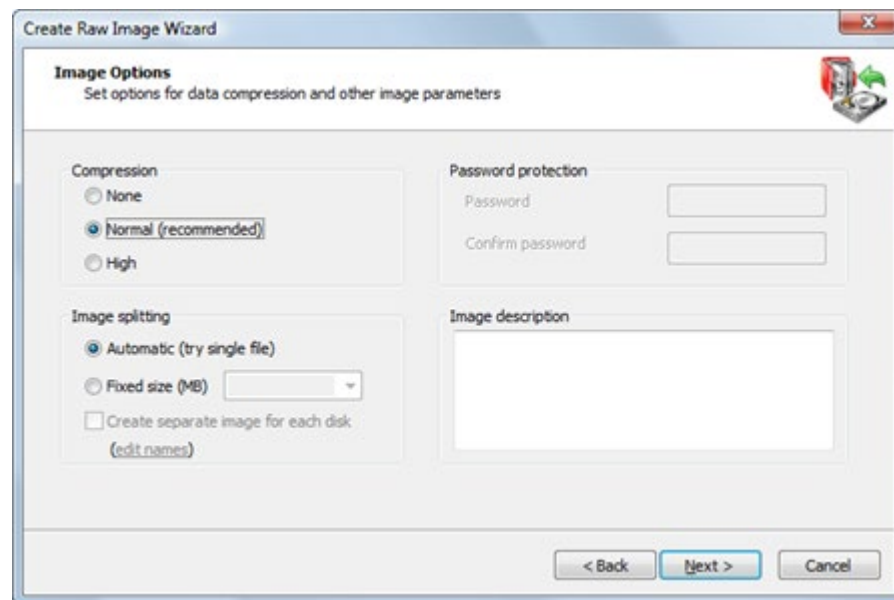 Create Raw Image Wizard
Image Options
Set options for data compression and other image parameters
Compression
None
Normal (recommended)
High
Password protection
Password
Confirm password
Image splitting
Automatic (try single file)
Fixed size (MB)
Create separate image for each disk
(edit names)
Image description
< Back
Next >
Cancel